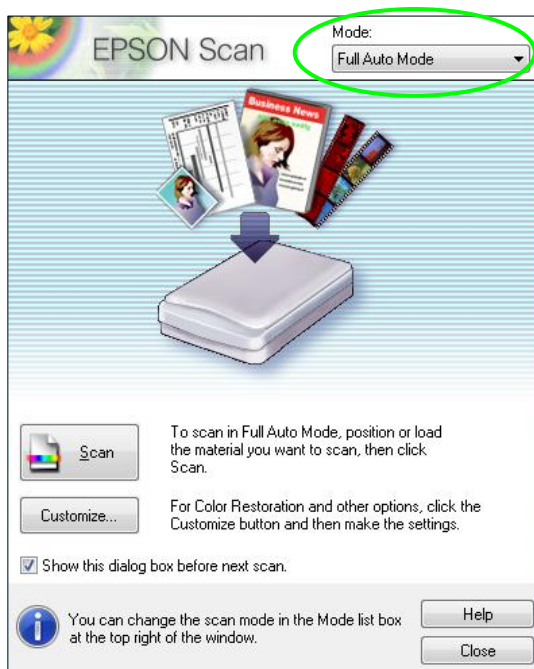 EPSON Scan
Mode:
Full Auto Mode
Business News
Scan
To scan in Full Auto Mode, position or load
the material you want to scan, then click
Scan.
Customize...
For Color Restoration and other options, click the
Customize button and then make the settings.
Show this dialog box before next scan.
You can change the scan mode in the Mode list box
at the top right of the window.
Help
Close